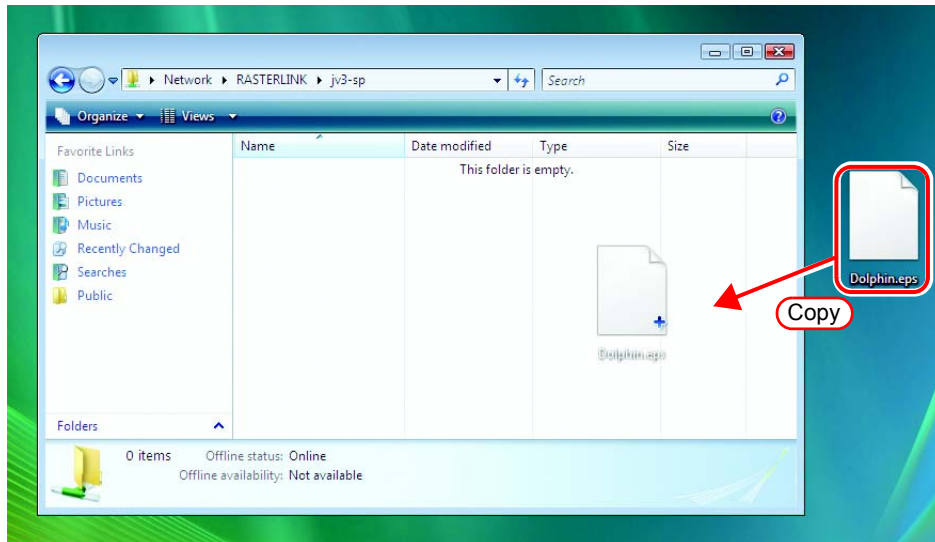 Network ▸ RASTERLINK ▸ jv3-sp
Search
Organize Views
Favorite Links
Documents
Pictures
Music
Recently Changed
Searches
Public
Folders
Name Date modified Type Size
This folder is empty.
Dolphin.eps
Dolphin.eps
Copy
0 items Offline status: Online
Offline availability: Not available